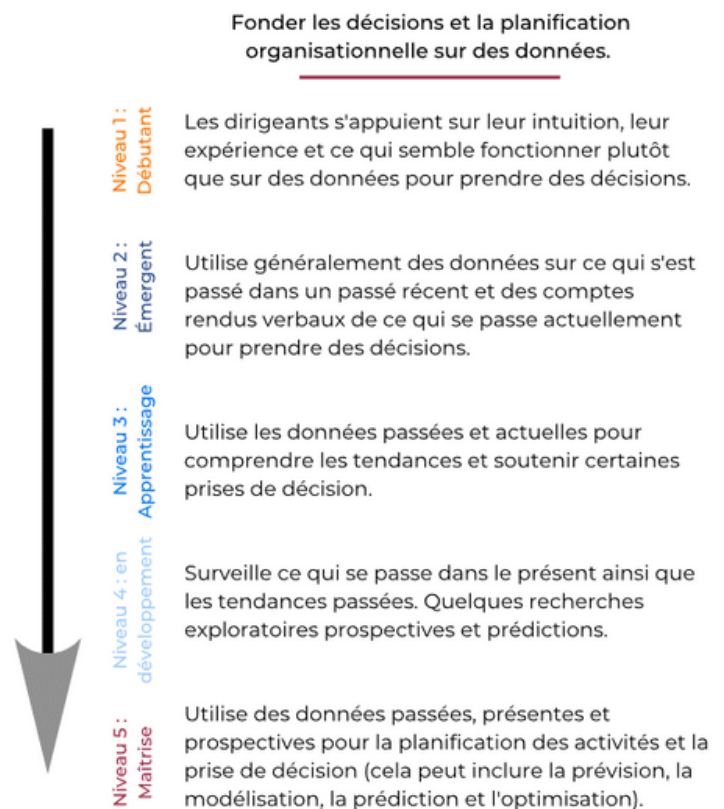 Fonder les décisions et la planification
organisationnelle sur des données.
Niveau 1 :
Débutant
Les dirigeants s'appuient sur leur intuition, leur
expérience et ce qui semble fonctionner plutôt
que sur des données pour prendre des décisions.
Niveau 2 :
Émergent
Utilise généralement des données sur ce qui s'est
passé dans un passé récent et des comptes
rendus verbaux de ce qui se passe actuellement
pour prendre des décisions.
Niveau 3 :
Apprentissage
Utilise les données passées et actuelles pour
comprendre les tendances et soutenir certaines
prises de décision.
Niveau 4 : en
développement
Surveille ce qui se passe dans le présent ainsi que
les tendances passées. Quelques recherches
exploratoires prospectives et prédictions.
Niveau 5 :
Maîtrise
Utilise des données passées, présentes et
prospectives pour la planification des activités et la
prise de décision (cela peut inclure la prévision, la
modélisation, la prédiction et l'optimisation).